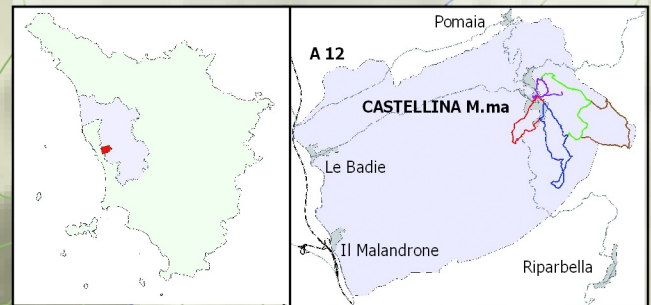 Pomaia
A 12
CASTELLINA M.ma
Le Badie
Il Malandrone
Riparbella